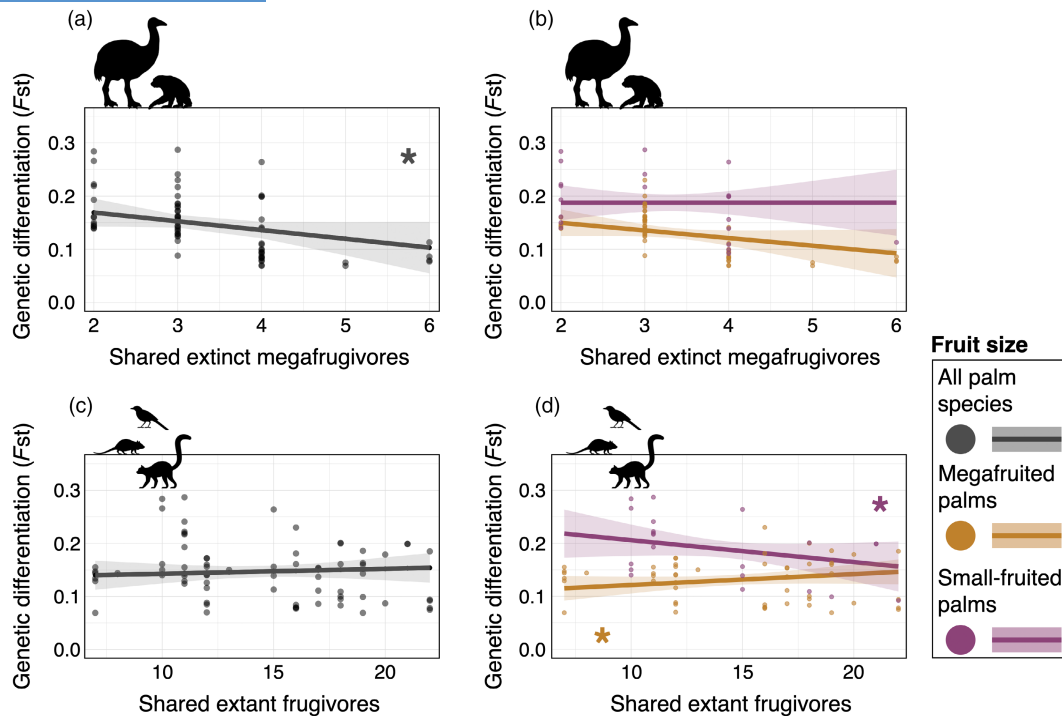 (a)
Genetic differentiation (Fst)
0.3
0.2
0.1
0.0
*
2 3 4 5 6
Shared extinct megafrugivores
(b)
Genetic differentiation (Fst)
0.3
0.2
0.1
0.0
2 3 4 5 6
Shared extinct megafrugivores
(c)
Genetic differentiation (Fst)
0.3
0.2
0.1
0.0
10 15 20
Shared extant frugivores
(d)
Genetic differentiation (Fst)
0.3
0.2
0.1
0.0
*
*
10 15 20
Shared extant frugivores
Fruit size
All palm
species
Megafruited
palms
Small-fruited
palms